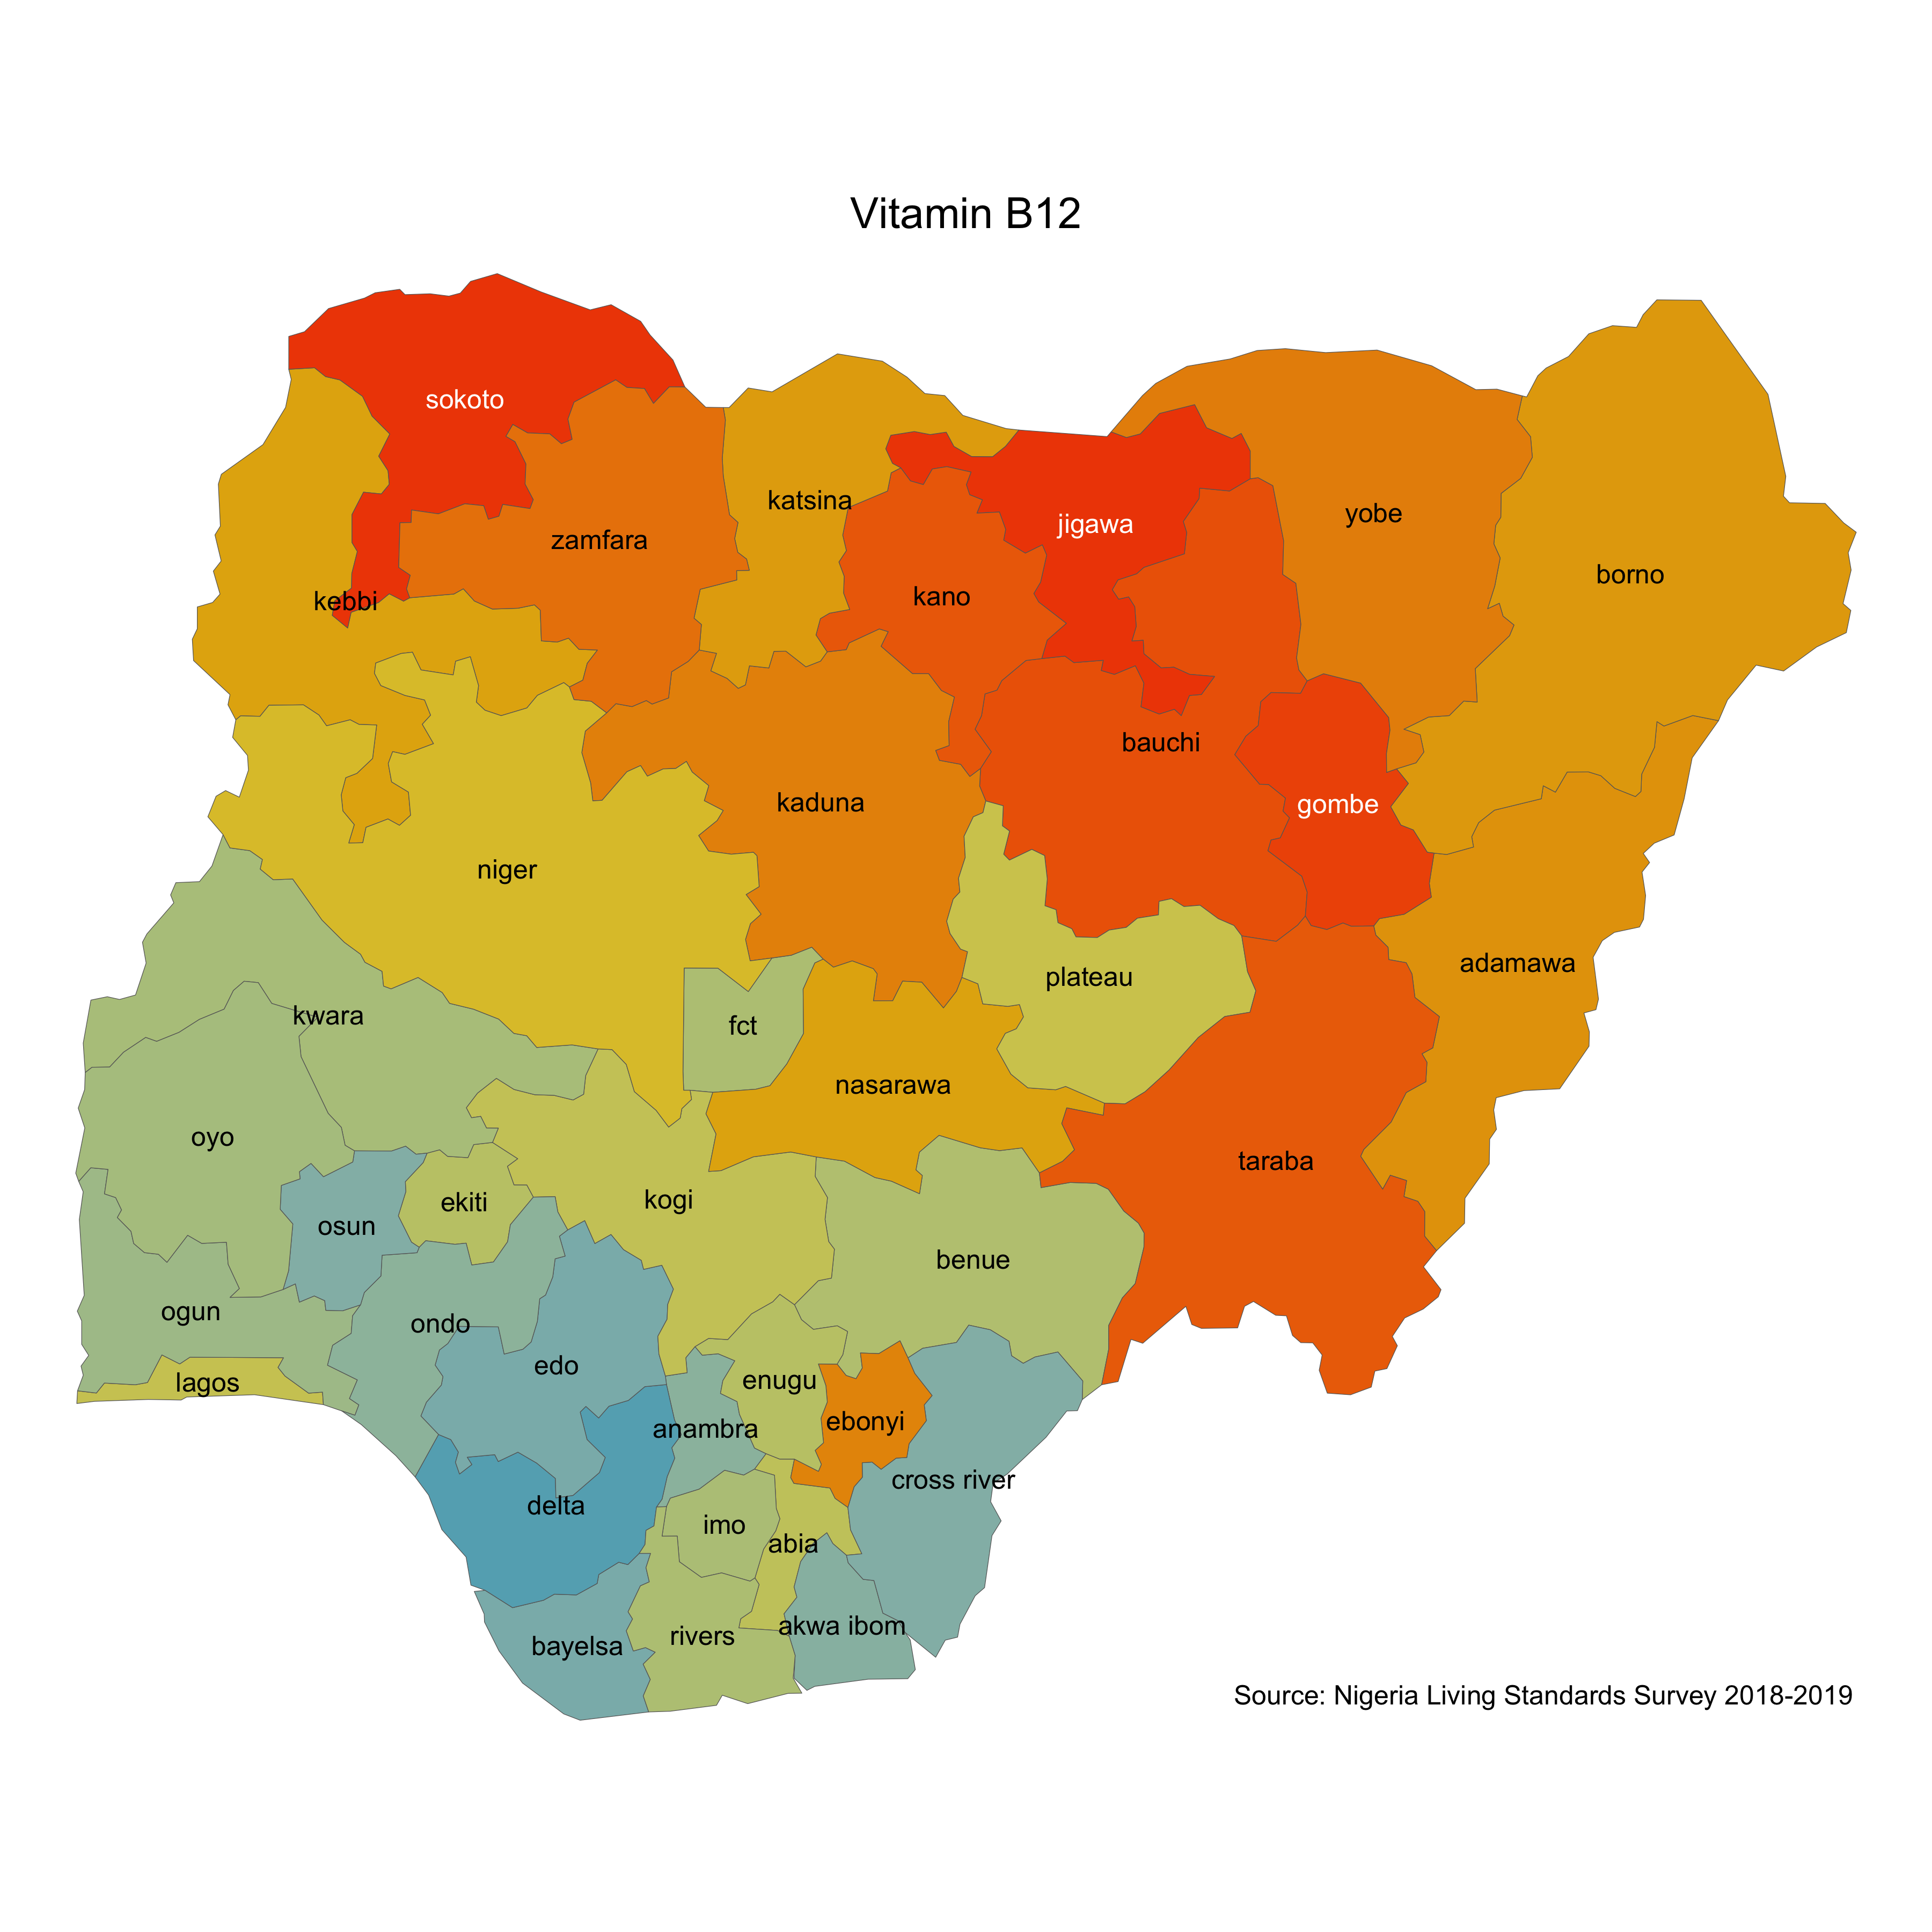 Vitamin B12
sokoto
katsina
yobe
jigawa
zamfara
borno
kano
kebbi
bauchi
kaduna
gombe
niger
adamawa
plateau
kwara
fct
nasarawa
oyo
taraba
kogi
ekiti
osun
benue
ogun
ondo
edo
enugu
lagos
ebonyi
anambra
cross river
delta
imo
abia
akwa ibom
rivers
bayelsa
Source: Nigeria Living Standards Survey 2018-2019